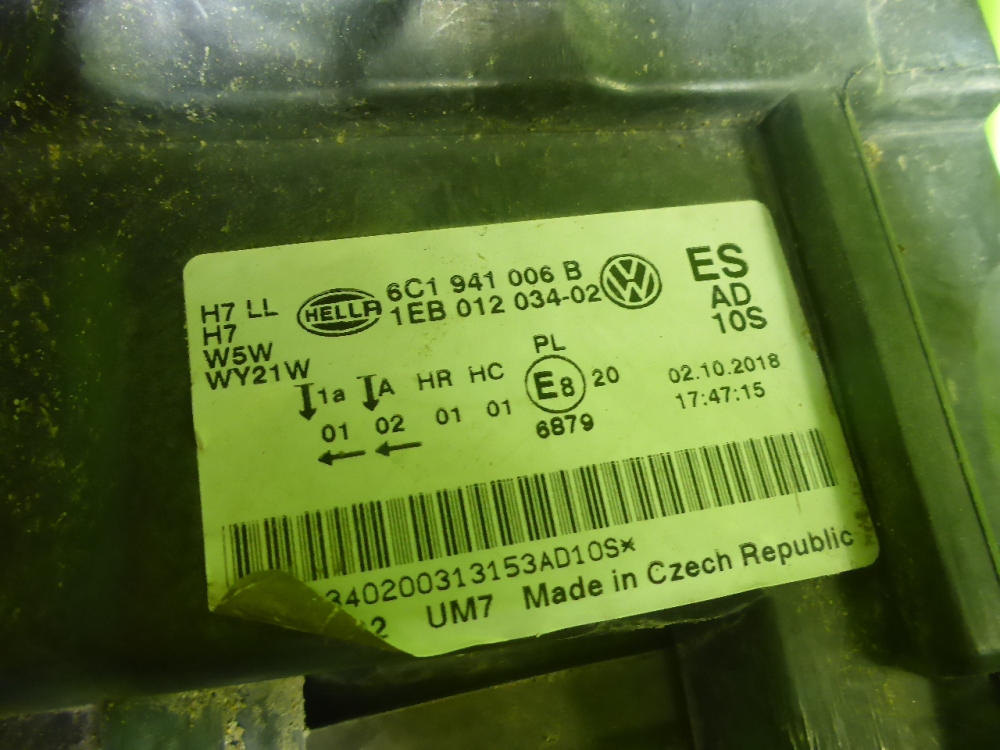 H7 LL
H7
W5W
WY21W
HELLA
6C1 941 006 B
1EB 012 034-02
VW
ES
AD
10S
1a A HR HC
01 02 01 01
PL
E8 20
6879
02.10.2018
17:47:15
340200313153AD10S*
2 UM7 Made in Czech Republic